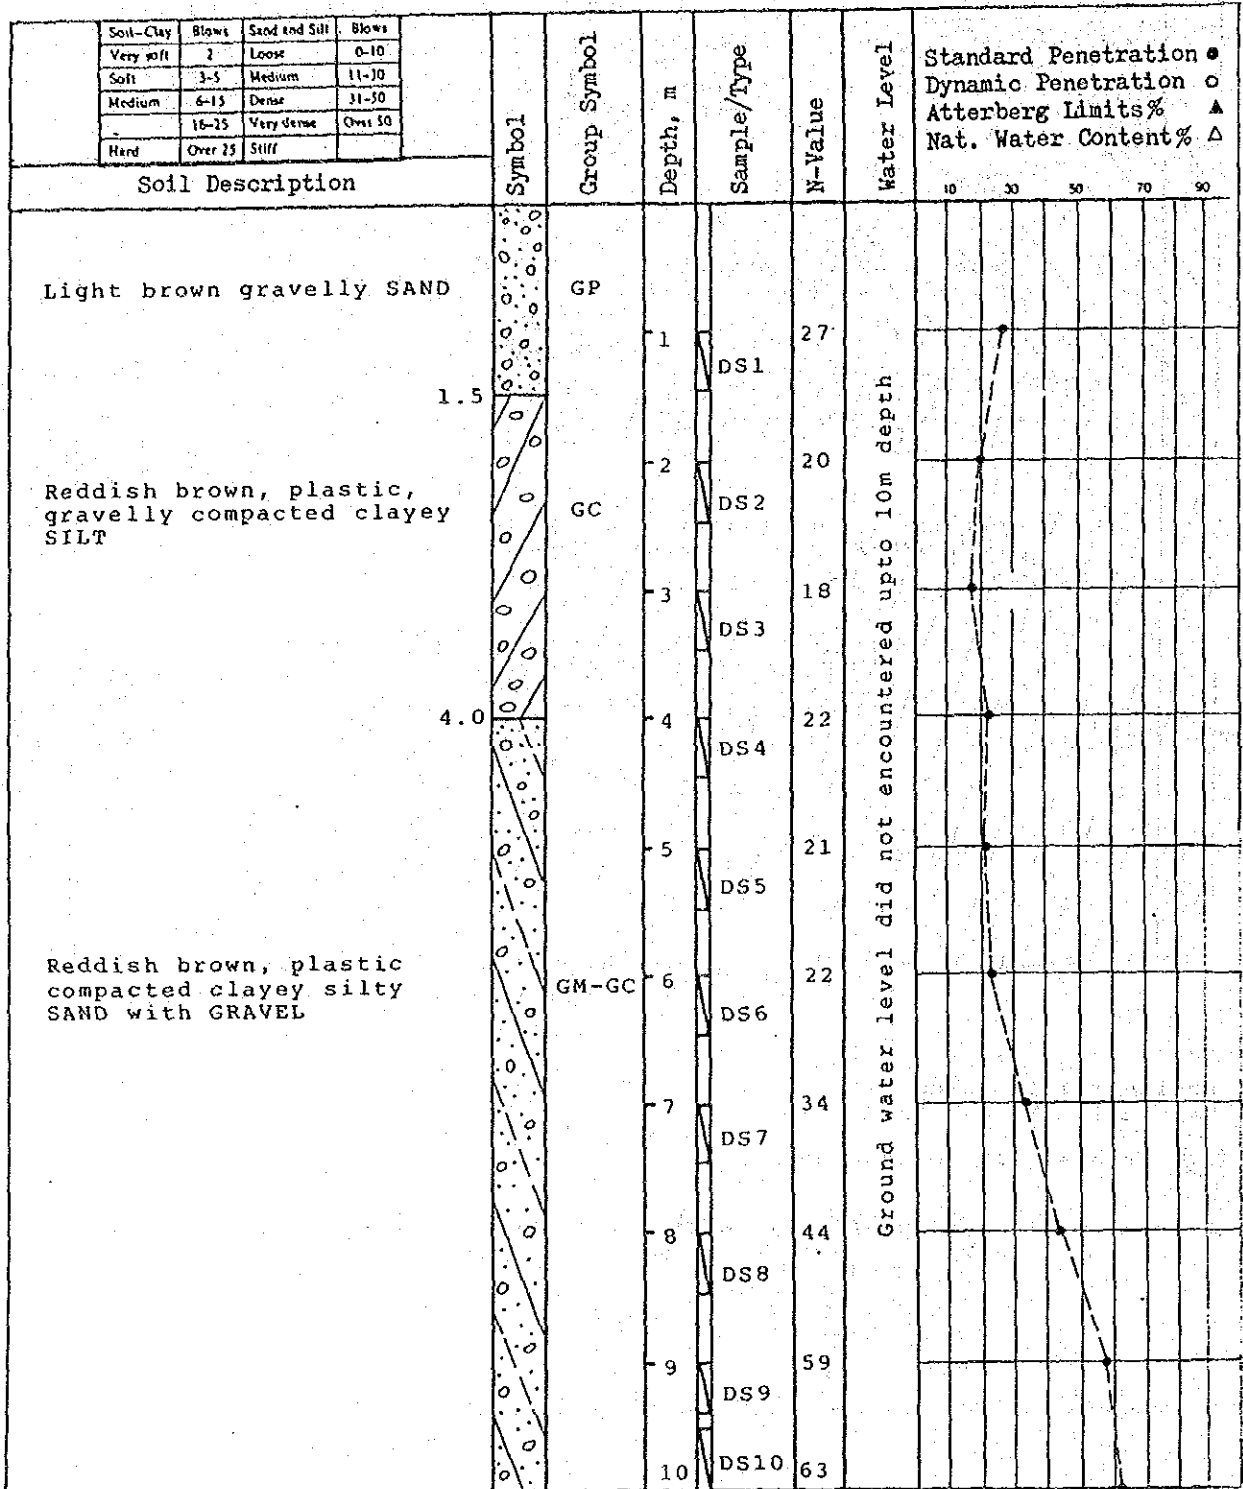 Soil-Clay Blows Sand and Silt Blows
Very soft 2 Loose 0-10
Soft 3-5 Medium 11-30
Medium 6-15 Dense 31-50
16-25 Very dense Over 50
Hard Over 25 Stiff
Soil Description
Symbol
Group Symbol
Depth, m
Sample/Type
N-Value
Water Level
Standard Penetration ●
Dynamic Penetration ○
Atterberg Limits% ▲
Nat. Water Content% △
10 30 50 70 90
Light brown gravelly SAND
GP
1 27
DS1
1.5
2 20
Reddish brown, plastic,
gravelly compacted clayey
SILT
GC
DS2
3 18
DS3
4.0
4 22
DS4
5 21
DS5
Reddish brown, plastic
compacted clayey silty
SAND with GRAVEL
GM-GC
6 22
DS6
7 34
DS7
8 44
DS8
9 59
DS9
10 DS10 63
Ground water level did not encountered upto 10m depth